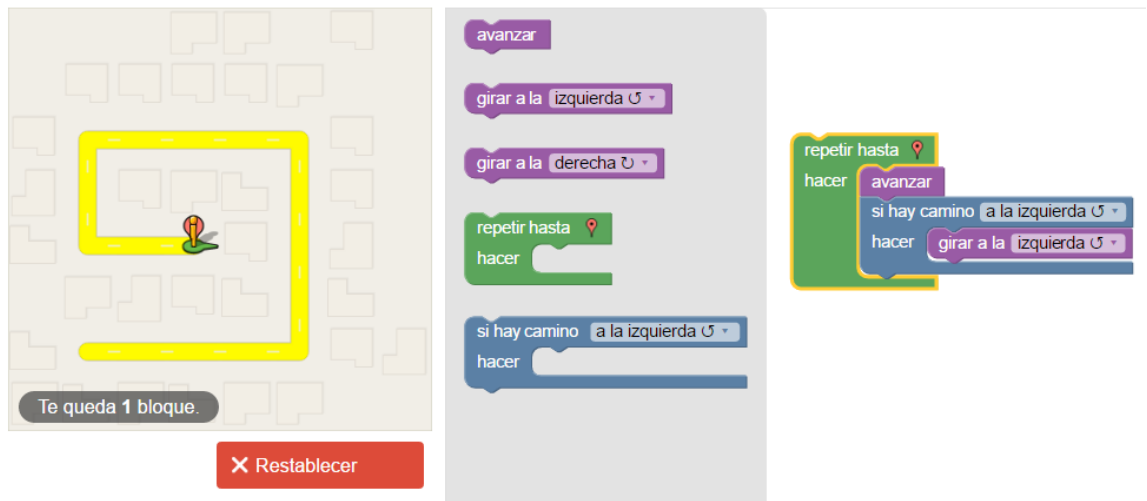 Te queda 1 bloque.
Restablecer
avanzar
girar a la izquierda ↺
girar a la derecha ↻
repetir hasta
hacer
si hay camino a la izquierda ↺
hacer
repetir hasta
hacer avanzar
si hay camino a la izquierda ↺
hacer girar a la izquierda ↺